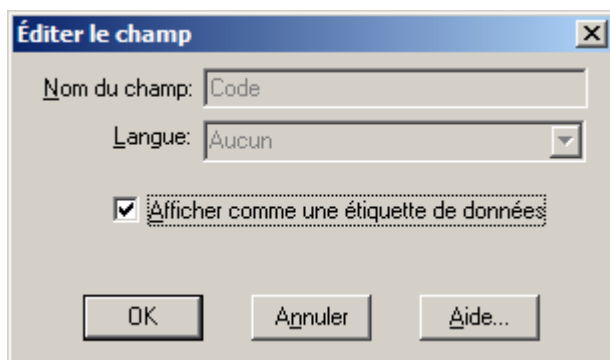 Éditer le champ
Nom du champ: Code
Langue: Aucun
Afficher comme une étiquette de données
OK Annuler Aide...